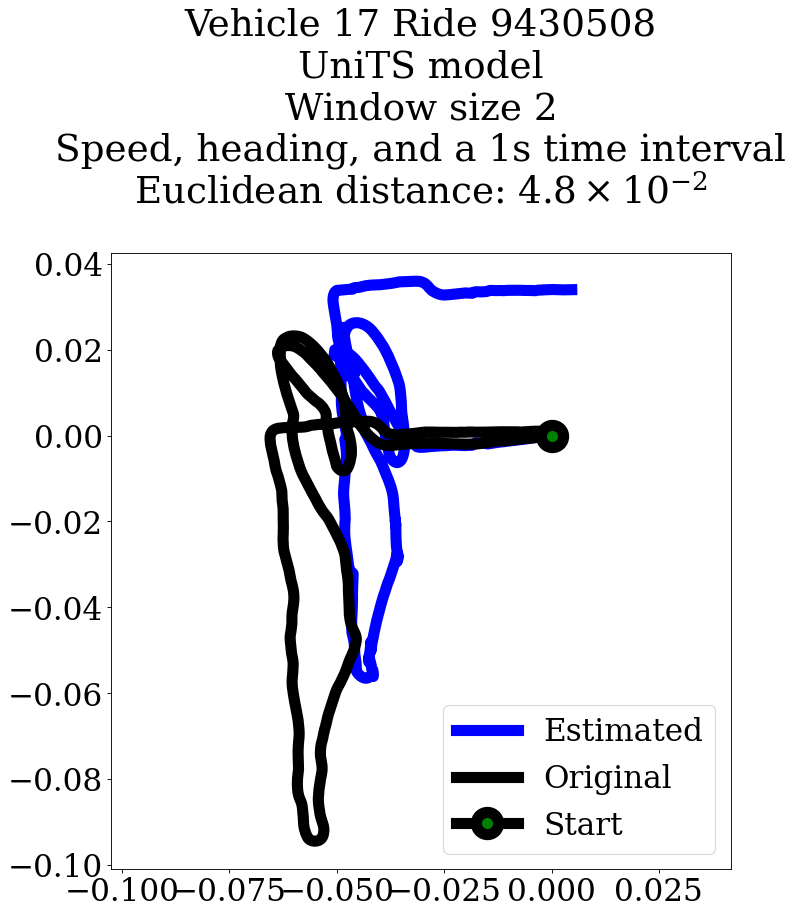 Vehicle 17 Ride 9430508
UniTS model
Window size 2
Speed, heading, and a 1s time interval
Euclidean distance: 4.8 × 10⁻²
0.04
0.02
0.00
−0.02
−0.04
−0.06
−0.08
−0.10
Estimated
Original
Start
−0.100 −0.075 −0.050 −0.025 0.000 0.025